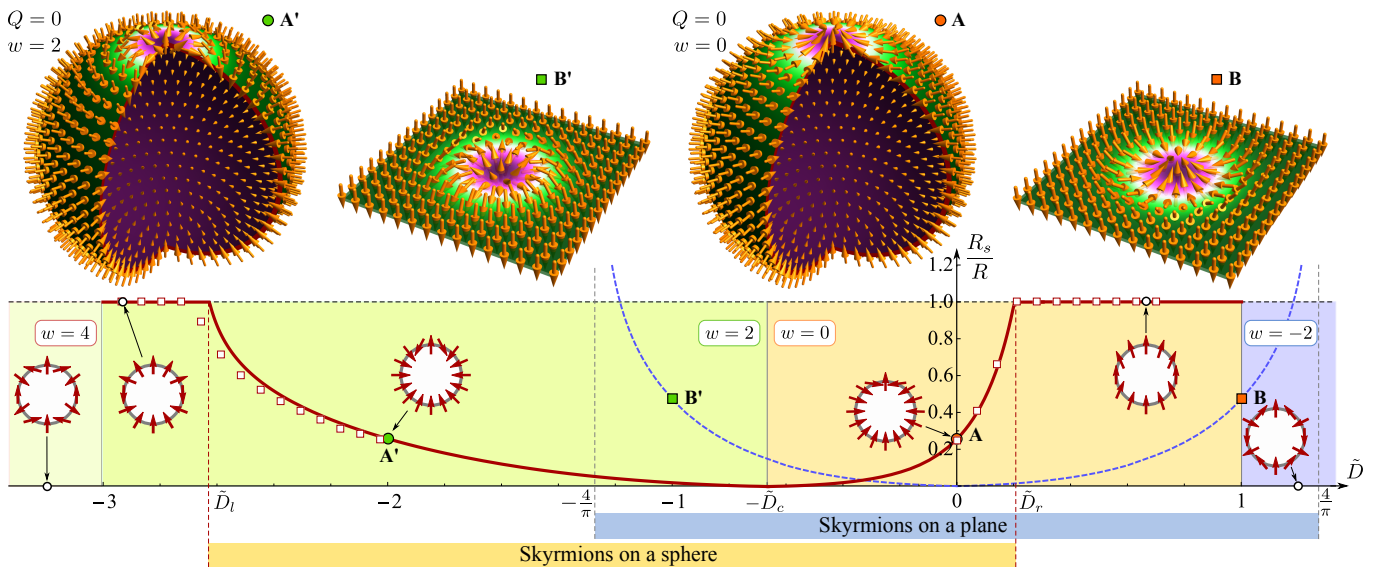 Q = 0
w = 2
A'
B'
Q = 0
w = 0
A
B
R_s/R
1.2
1.0
0.8
0.6
0.4
0.2
w = 4
w = 2
w = 0
w = −2
B'
B
A'
A
D̃
−3
D̃_l
−2
−4/π
−1
−D̃_c
0
D̃_r
1
4/π
Skyrmions on a plane
Skyrmions on a sphere